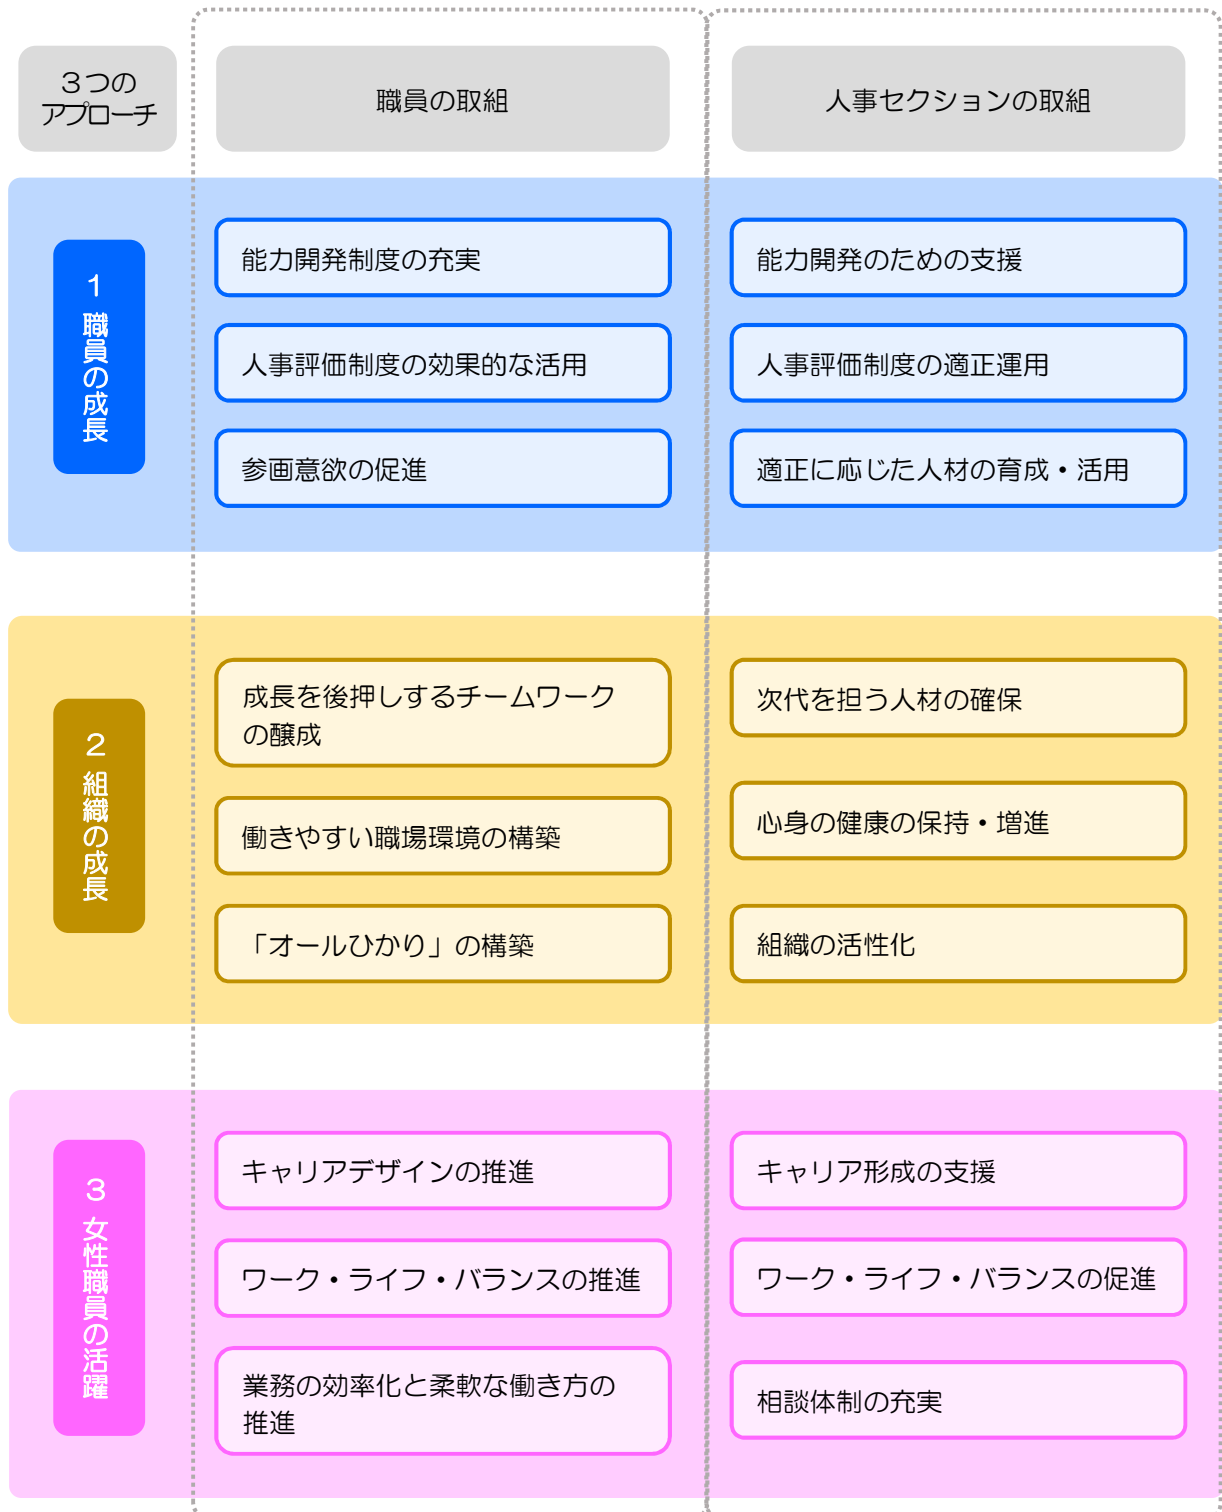 3つの
アプローチ
職員の取組
人事セクションの取組
1 職員の成長
能力開発制度の充実
能力開発のための支援
人事評価制度の効果的な活用
人事評価制度の適正運用
参画意欲の促進
適正に応じた人材の育成・活用
2 組織の成長
成長を後押しするチームワーク
の醸成
次代を担う人材の確保
働きやすい職場環境の構築
心身の健康の保持・増進
「オールひかり」の構築
組織の活性化
3 女性職員の活躍
キャリアデザインの推進
キャリア形成の支援
ワーク・ライフ・バランスの推進
ワーク・ライフ・バランスの促進
業務の効率化と柔軟な働き方の
推進
相談体制の充実